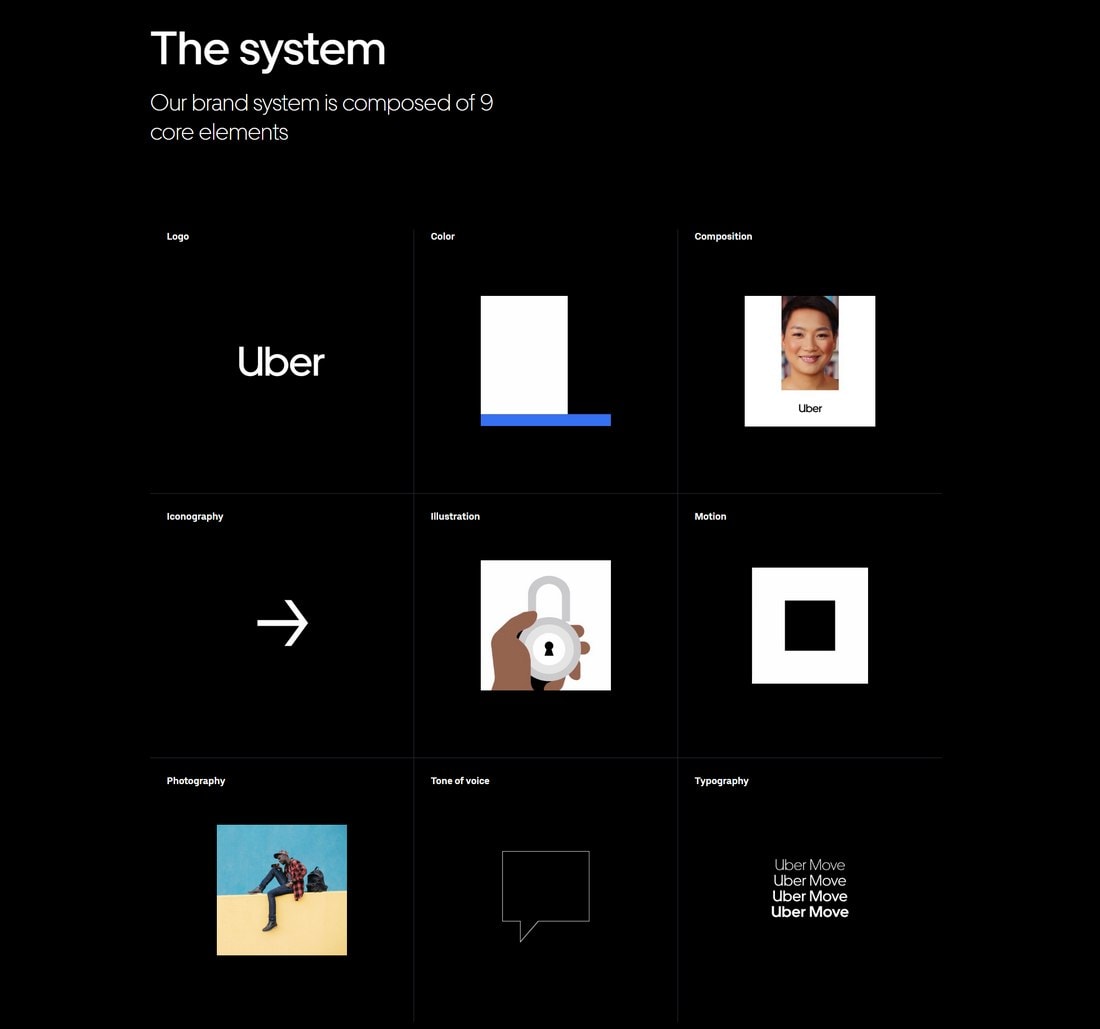 The system
Our brand system is composed of 9
core elements
Logo
Color
Composition
Uber
Uber
Iconography
Illustration
Motion
Photography
Tone of voice
Typography
Uber Move
Uber Move
Uber Move
Uber Move